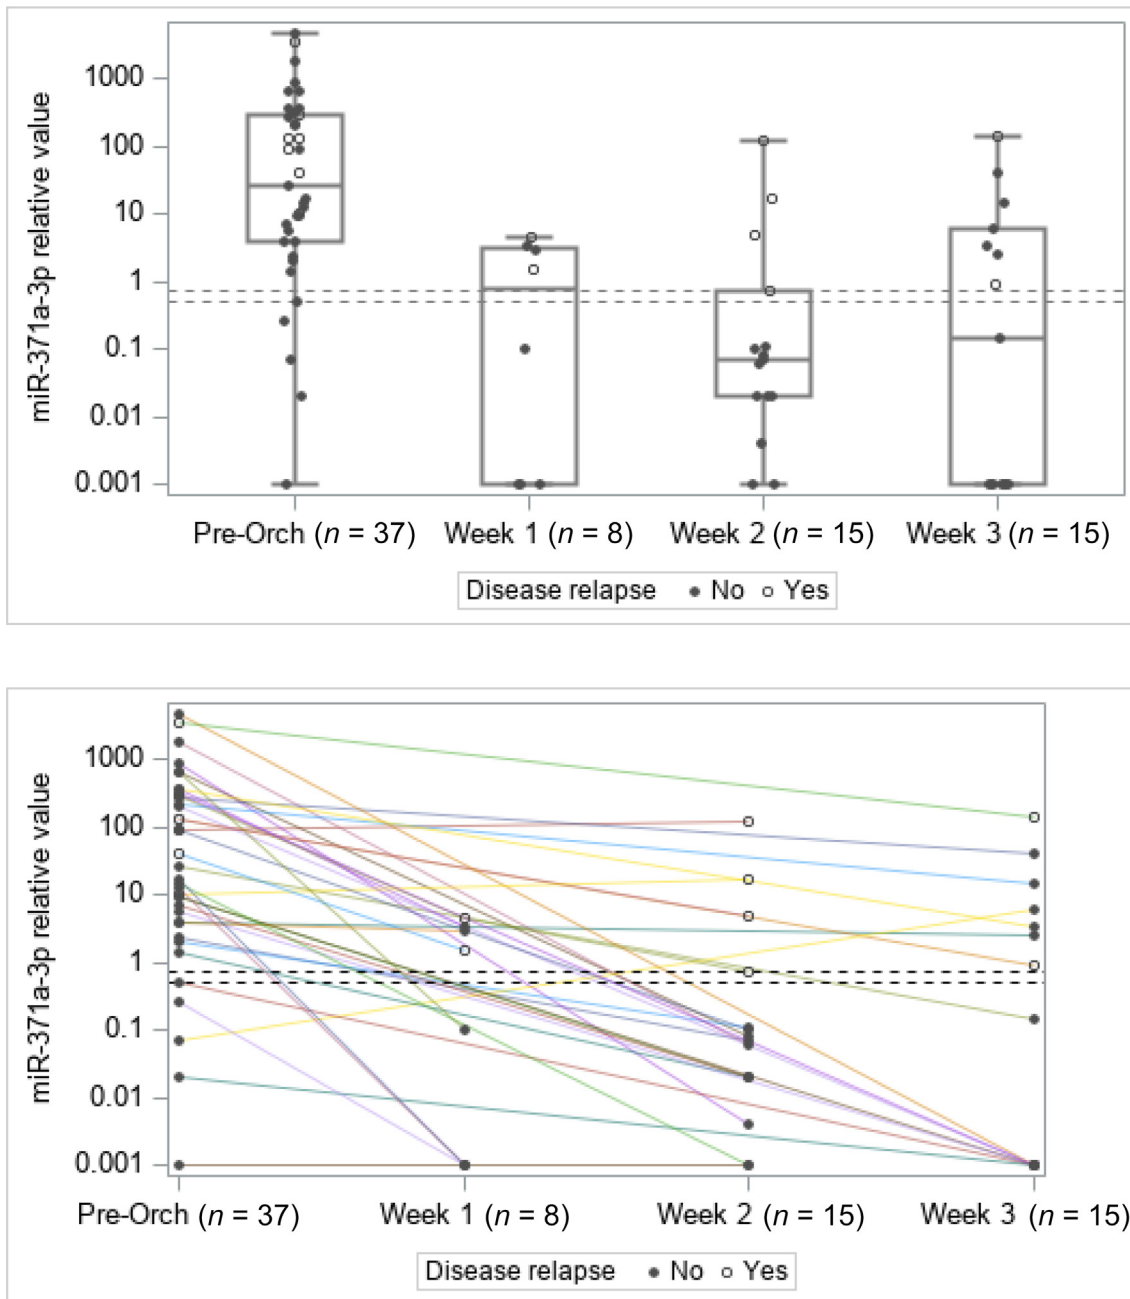 miR-371a-3p relative value
1000
100
10
1
0.1
0.01
0.001
Pre-Orch (n = 37) Week 1 (n = 8) Week 2 (n = 15) Week 3 (n = 15)
Disease relapse No Yes
miR-371a-3p relative value
1000
100
10
1
0.1
0.01
0.001
Pre-Orch (n = 37) Week 1 (n = 8) Week 2 (n = 15) Week 3 (n = 15)
Disease relapse No Yes